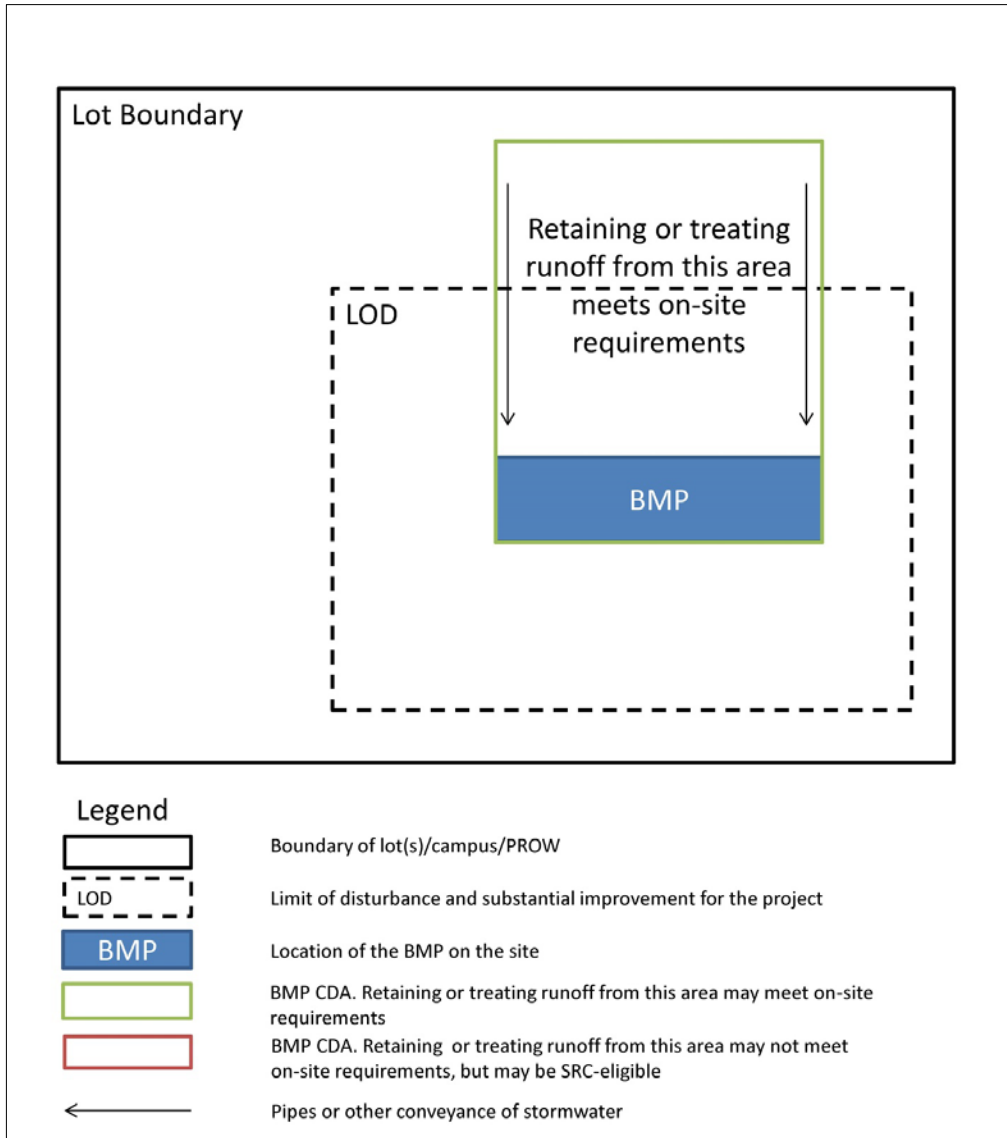 Lot Boundary
Retaining or treating
runoff from this area
meets on-site
requirements
LOD
BMP
Legend
Boundary of lot(s)/campus/PROW
LOD
Limit of disturbance and substantial improvement for the project
BMP
Location of the BMP on the site
BMP CDA. Retaining or treating runoff from this area may meet on-site
requirements
BMP CDA. Retaining or treating runoff from this area may not meet
on-site requirements, but may be SRC-eligible
Pipes or other conveyance of stormwater